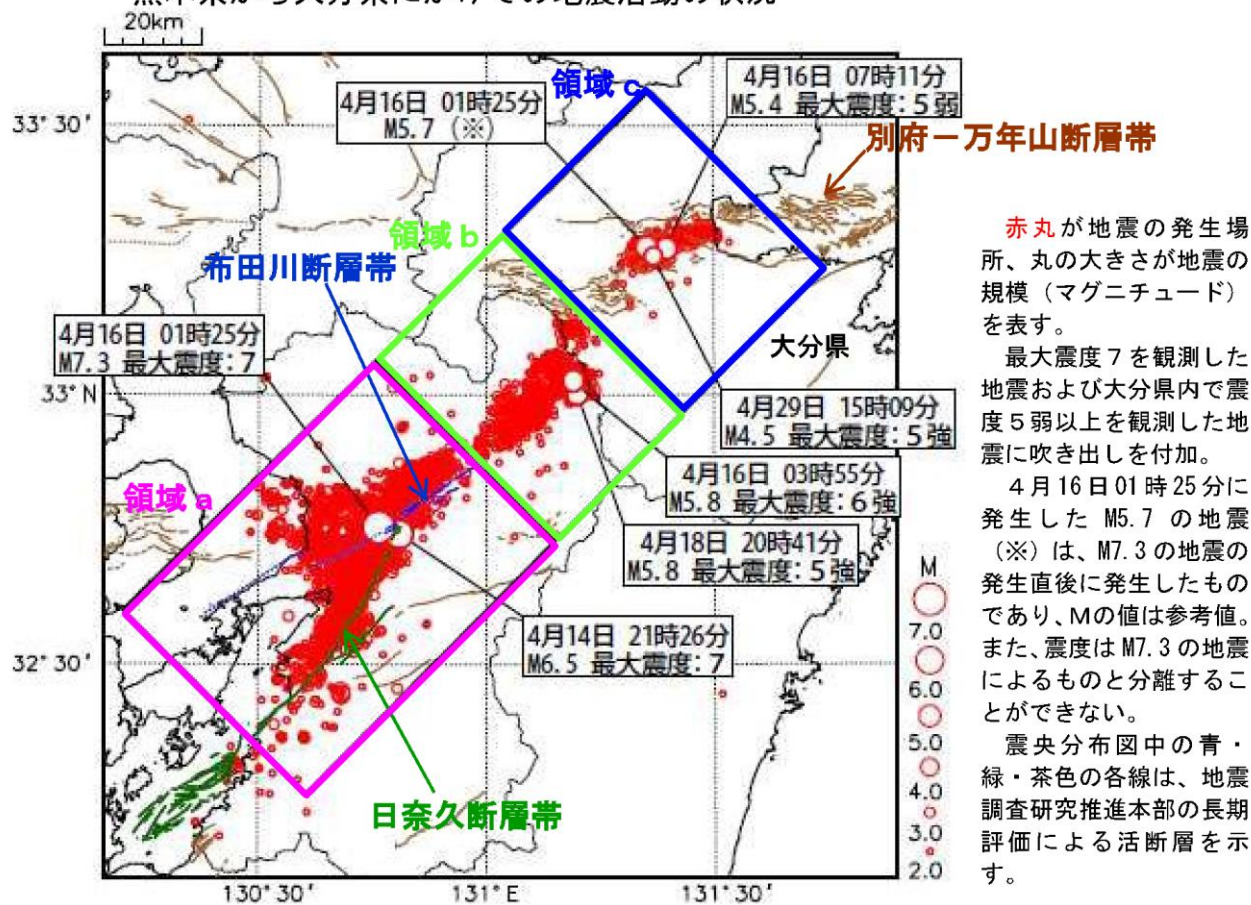 20km
領域c
4月16日 01時25分
M5.7 (※)
4月16日 07時11分
M5.4 最大震度:5弱
33°30′
別府－万年山断層帯
領域b
布田川断層帯
4月16日 01時25分
M7.3 最大震度:7
大分県
33°N
4月29日 15時09分
M4.5 最大震度:5強
4月16日 03時55分
M5.8 最大震度:6強
領域a
4月18日 20時41分
M5.8 最大震度:5強
4月14日 21時26分
M6.5 最大震度:7
32°30′
日奈久断層帯
130°30′
131°E
131°30′
M
7.0
6.0
5.0
4.0
3.0
2.0
赤丸が地震の発生場
所、丸の大きさが地震の
規模（マグニチュード）
を表す。
最大震度７を観測した
地震および大分県内で震
度５弱以上を観測した地
震に吹き出しを付加。
４月16日01時25分に
発生した M5.7 の地震
（※）は、M7.3の地震の
発生直後に発生したもの
であり、Mの値は参考値。
また、震度はM7.3の地震
によるものと分離するこ
とができない。
震央分布図中の青・
緑・茶色の各線は、地震
調査研究推進本部の長期
評価による活断層を示
す。